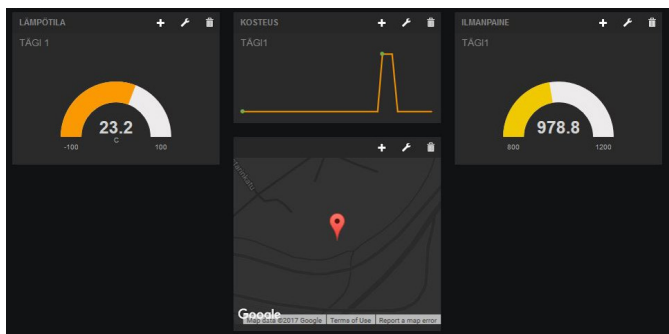 LÄMPÖTILA
TÄGI 1
23.2
C
-100 100
KOSTEUS
TÄGI1
ILMANPAINE
TÄGI1
978.8
800 1200
Google
Map data ©2017 Google Terms of Use Report a map error